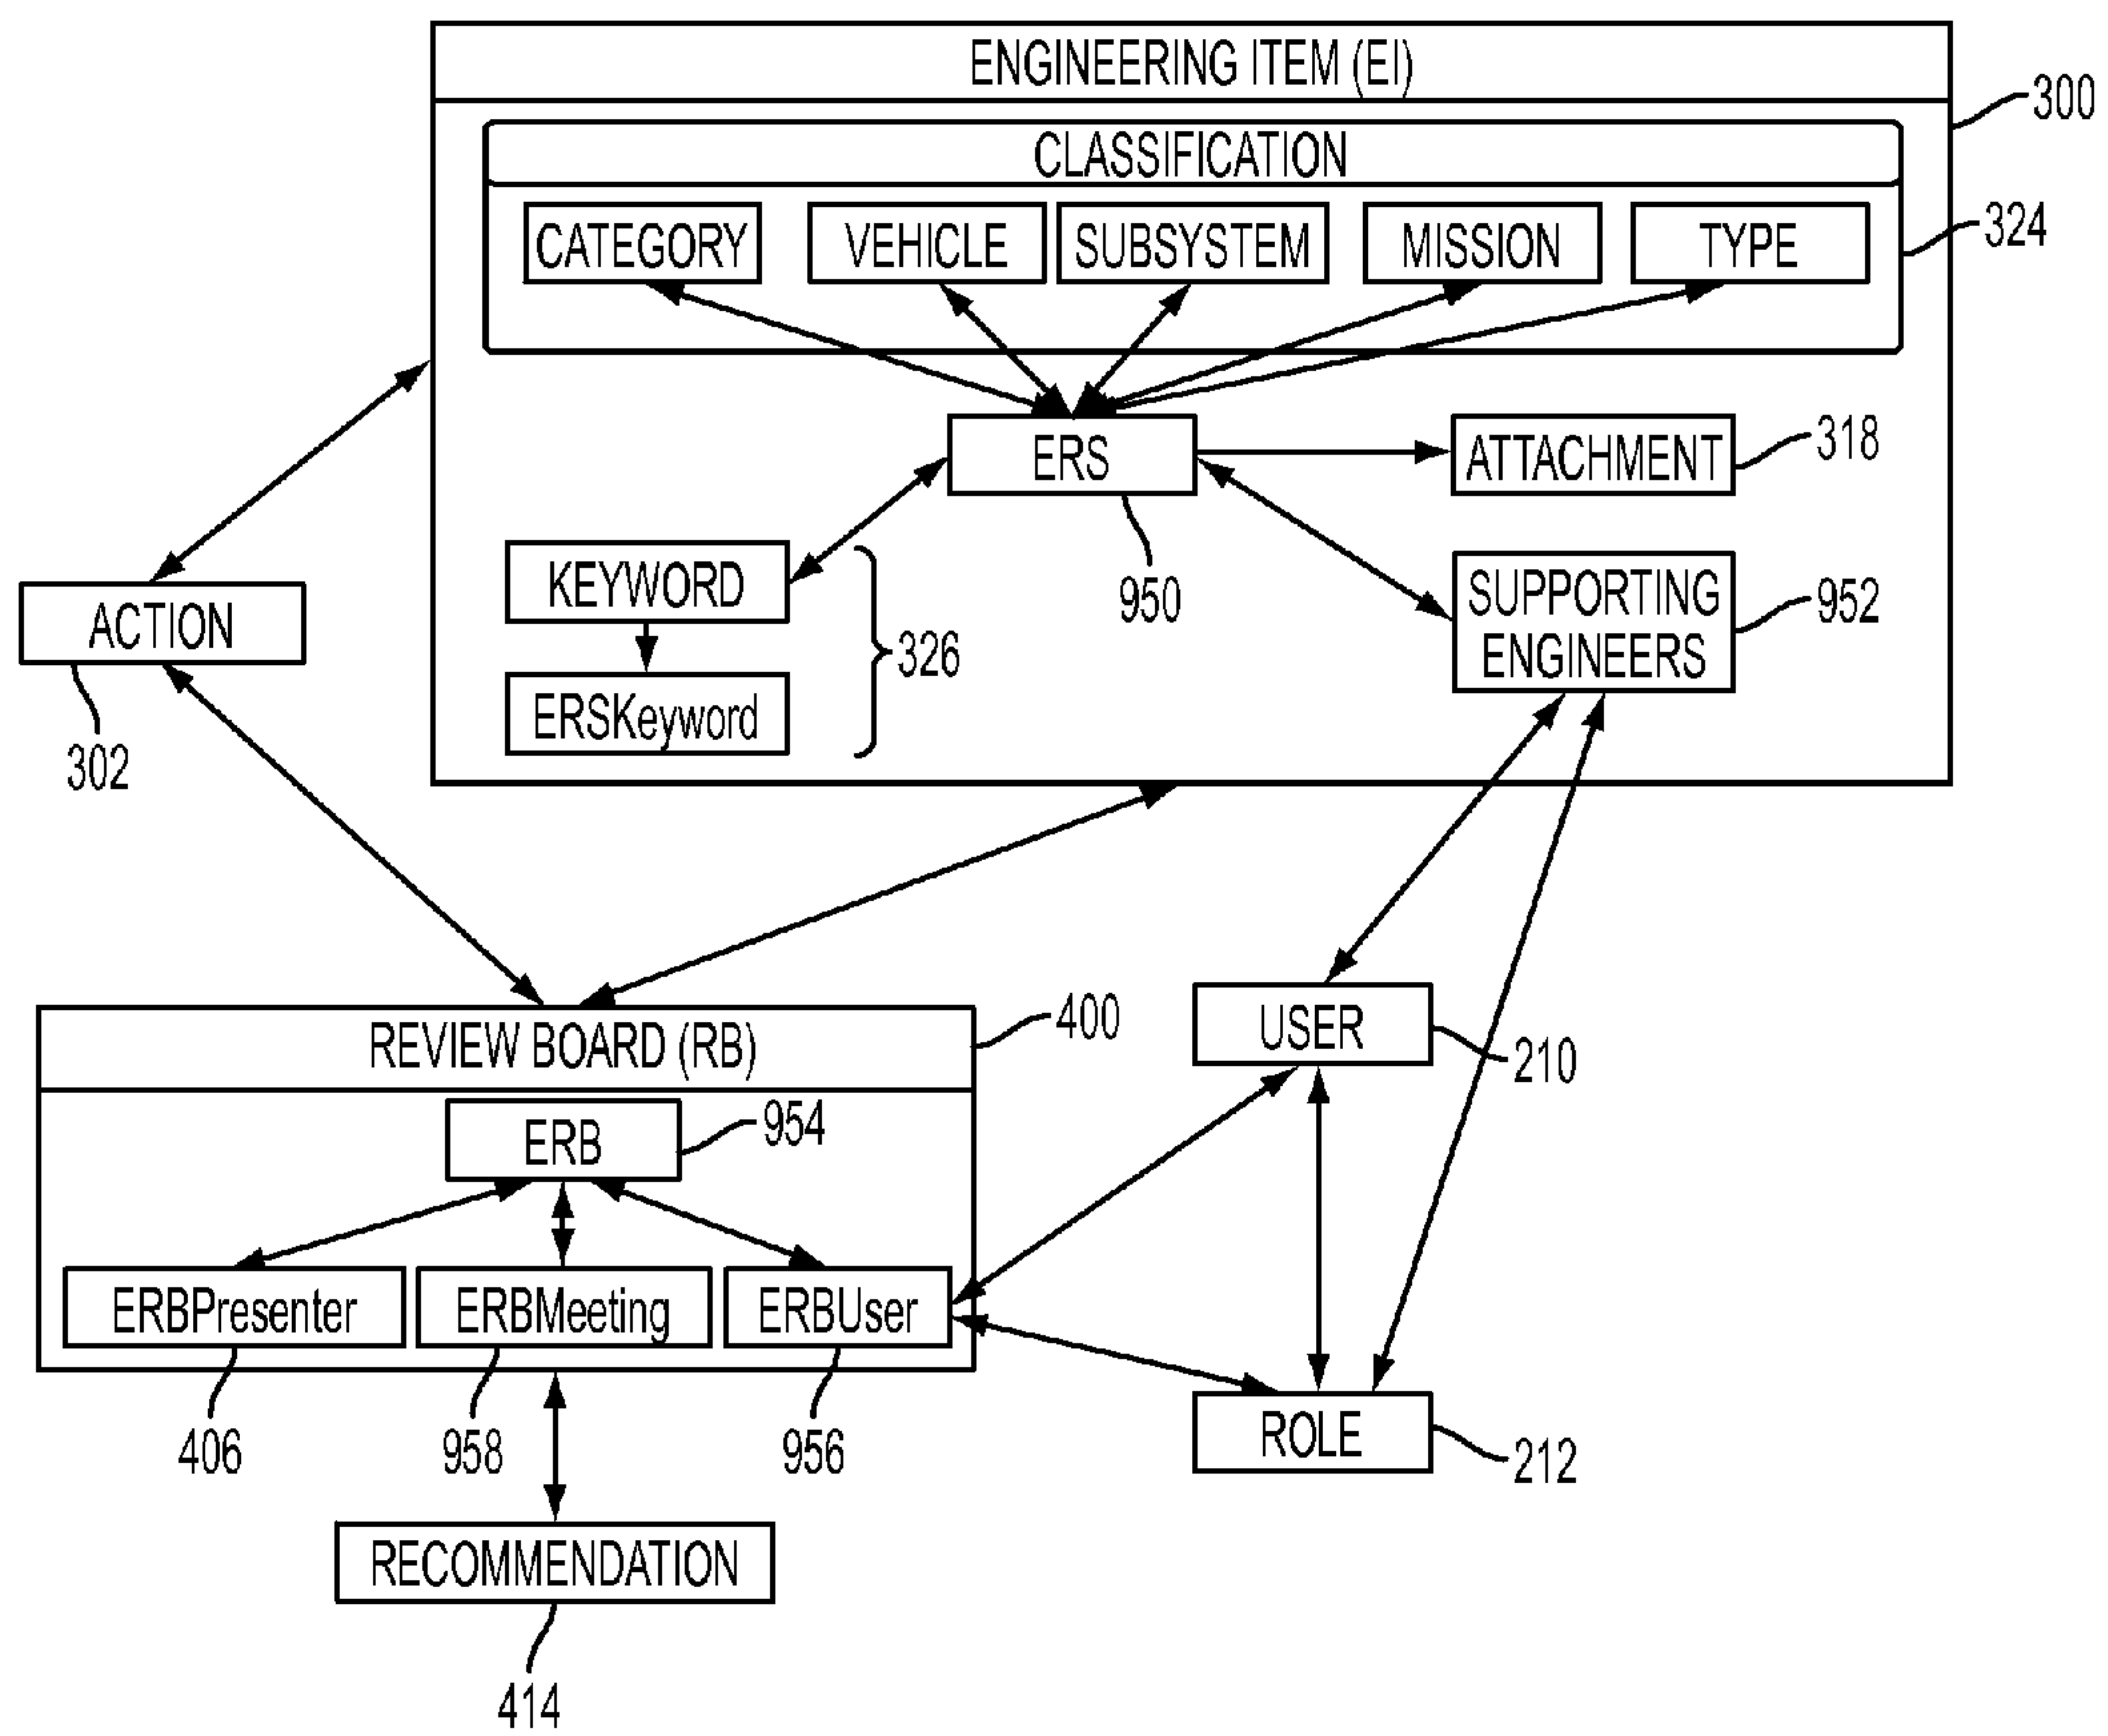 ENGINEERING ITEM (EI)
300
CLASSIFICATION
CATEGORY
VEHICLE
SUBSYSTEM
MISSION
TYPE
324
ERS
950
ATTACHMENT
318
KEYWORD
ERSKeyword
326
SUPPORTING
ENGINEERS
952
ACTION
302
REVIEW BOARD (RB)
400
ERB
954
ERBPresenter
ERBMeeting
ERBUser
406
958
956
USER
210
ROLE
212
RECOMMENDATION
414